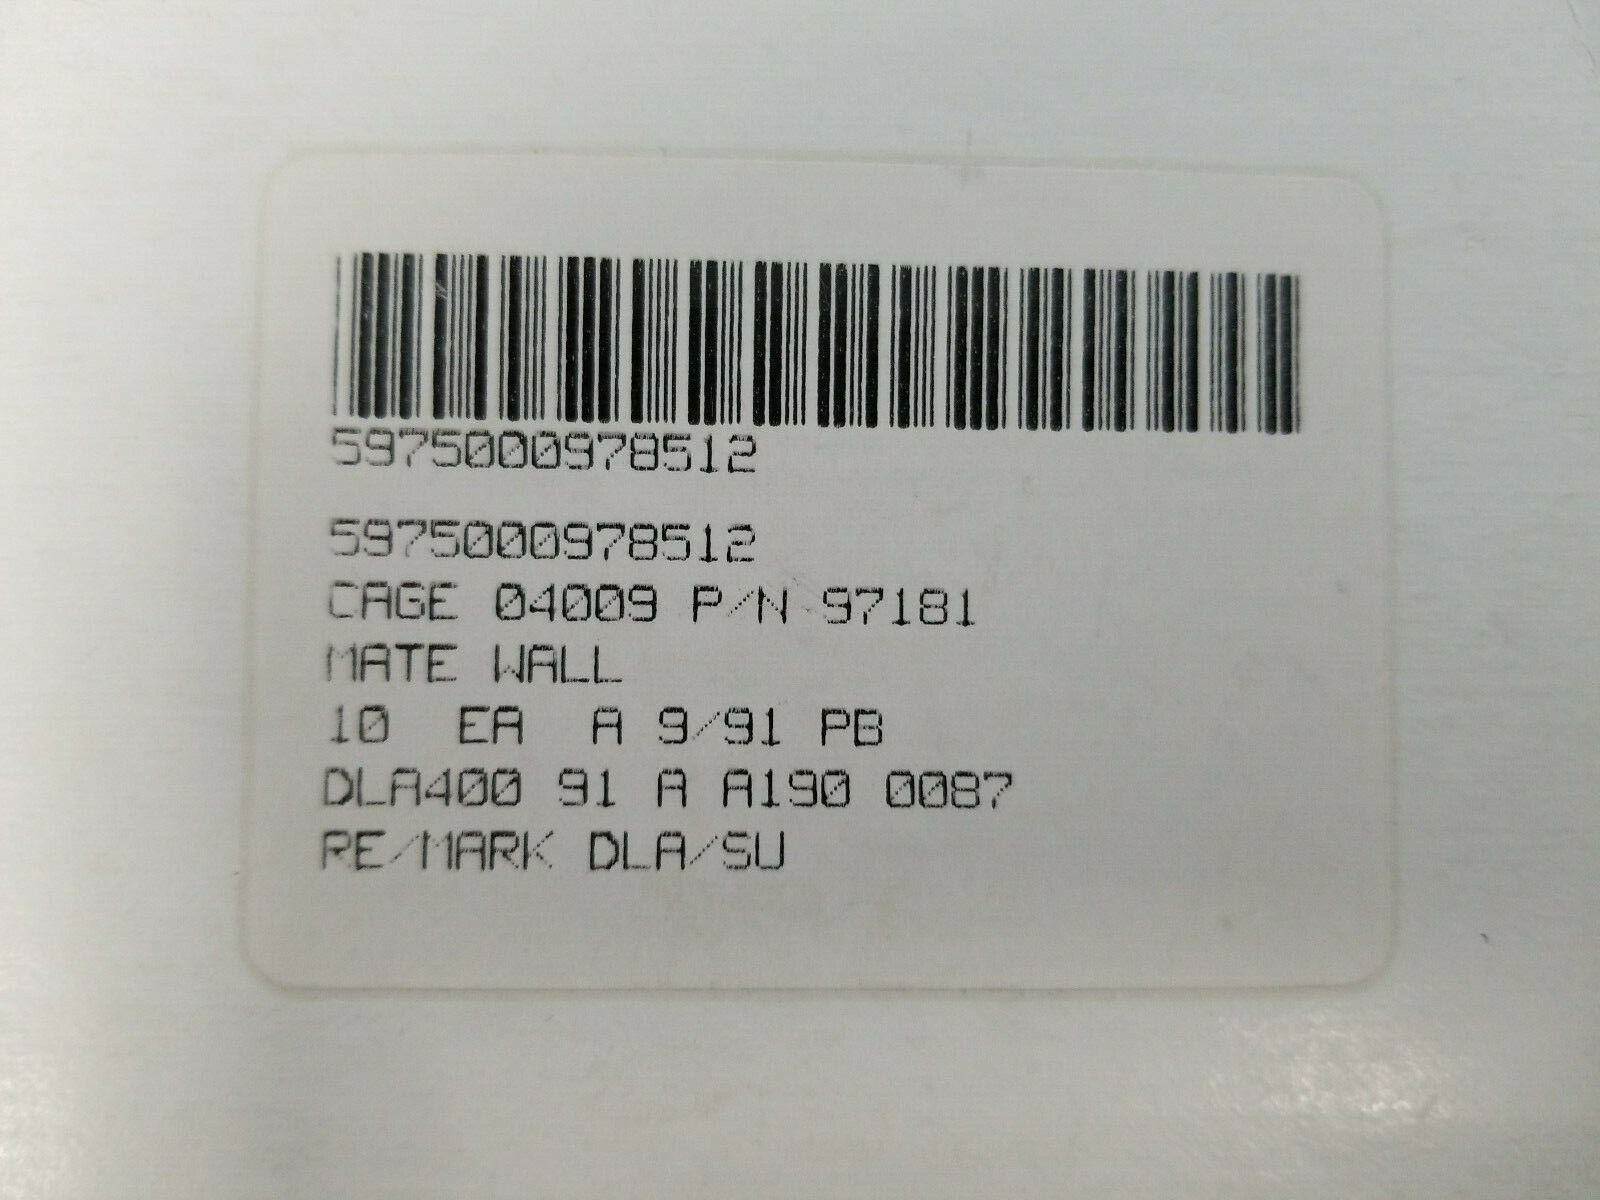 5975000978512
5975000978512
CAGE 04009 P/N 97181
MATE WALL
10 EA A 9/91 PB
DLA400 91 A A190 0087
RE/MARK DLA/SU